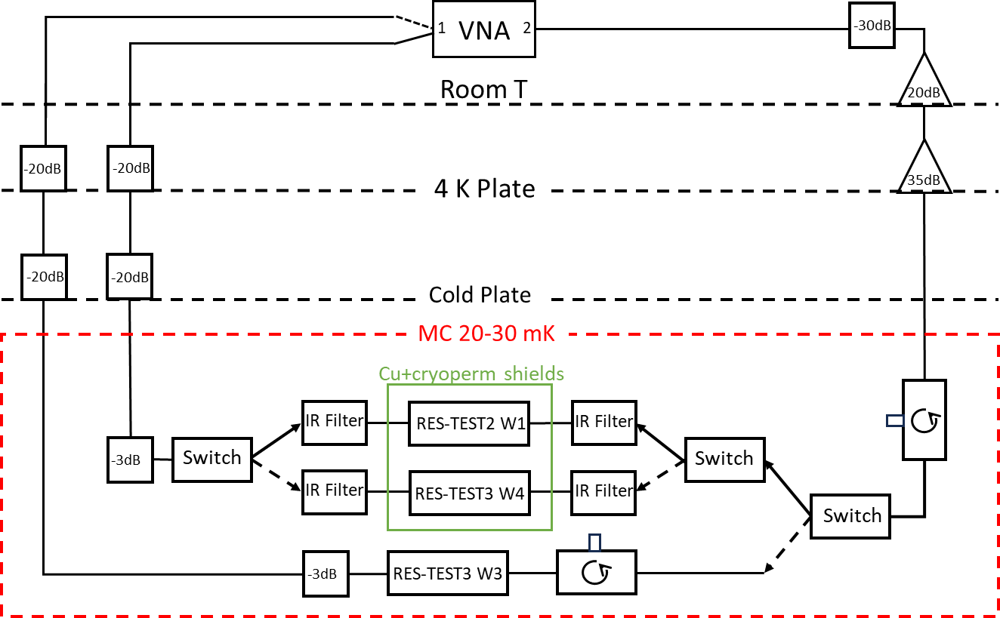 1 VNA 2
-30dB
Room T
20dB
-20dB
-20dB
4 K Plate
35dB
-20dB
-20dB
Cold Plate
MC 20-30 mK
Cu+cryoperm shields
IR Filter
RES-TEST2 W1
IR Filter
-3dB
Switch
Switch
IR Filter
RES-TEST3 W4
IR Filter
Switch
-3dB
RES-TEST3 W3